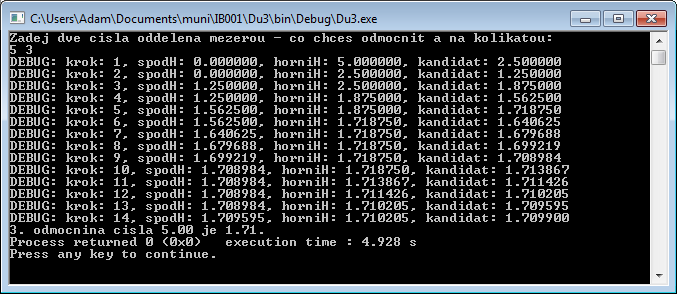 C:\Users\Adam\Documents\muni\IB001\Du3\bin\Debug\Du3.exe
Zadej dve cisla oddelena mezerou - co chces odmocnit a na kolikatou:
5 3
DEBUG: krok: 1, spodH: 0.000000, horniH: 5.000000, kandidat: 2.500000
DEBUG: krok: 2, spodH: 0.000000, horniH: 2.500000, kandidat: 1.250000
DEBUG: krok: 3, spodH: 1.250000, horniH: 2.500000, kandidat: 1.875000
DEBUG: krok: 4, spodH: 1.250000, horniH: 1.875000, kandidat: 1.562500
DEBUG: krok: 5, spodH: 1.562500, horniH: 1.875000, kandidat: 1.718750
DEBUG: krok: 6, spodH: 1.562500, horniH: 1.718750, kandidat: 1.640625
DEBUG: krok: 7, spodH: 1.640625, horniH: 1.718750, kandidat: 1.679688
DEBUG: krok: 8, spodH: 1.679688, horniH: 1.718750, kandidat: 1.699219
DEBUG: krok: 9, spodH: 1.699219, horniH: 1.718750, kandidat: 1.708984
DEBUG: krok: 10, spodH: 1.708984, horniH: 1.718750, kandidat: 1.713867
DEBUG: krok: 11, spodH: 1.708984, horniH: 1.713867, kandidat: 1.711426
DEBUG: krok: 12, spodH: 1.708984, horniH: 1.711426, kandidat: 1.710205
DEBUG: krok: 13, spodH: 1.708984, horniH: 1.710205, kandidat: 1.709595
DEBUG: krok: 14, spodH: 1.709595, horniH: 1.710205, kandidat: 1.709900
3. odmocnina cisla 5.00 je 1.71.
Process returned 0 (0x0)   execution time : 4.928 s
Press any key to continue.